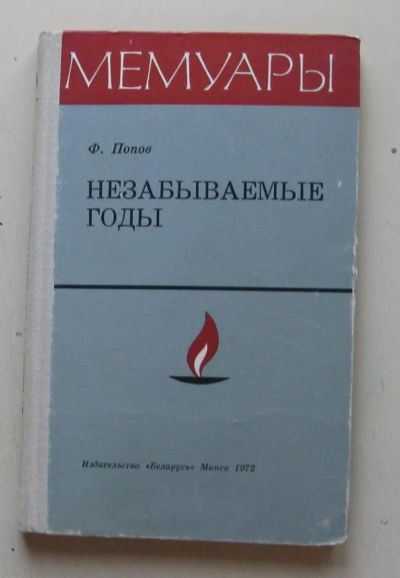 МЕМУАРЫ
Ф. Попов
НЕЗАБЫВАЕМЫЕ
ГОДЫ
Издательство «Беларусь» Минск 1972